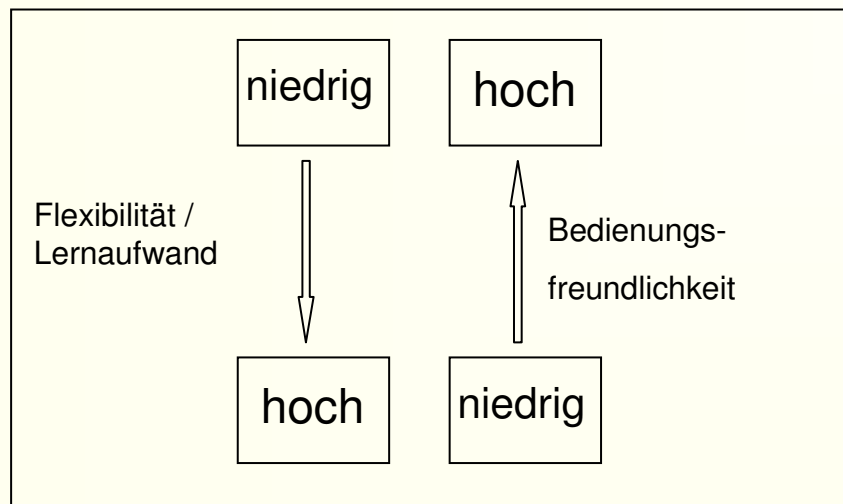 niedrig
hoch
Flexibilität /
Lernaufwand
Bedienungs-
freundlichkeit
hoch
niedrig